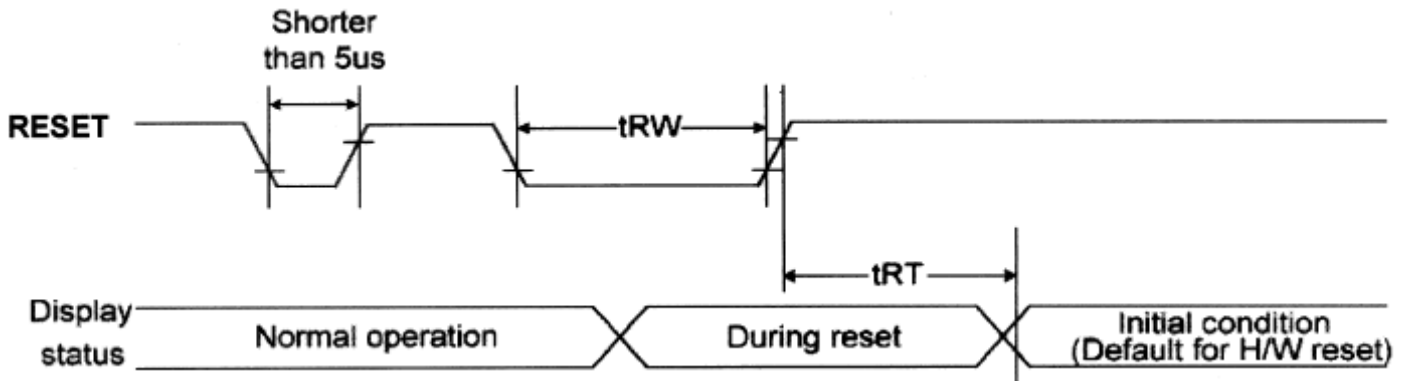 Shorter
than 5us
RESET
tRW
tRT
Display
status
Normal operation
During reset
Initial condition
(Default for H/W reset)